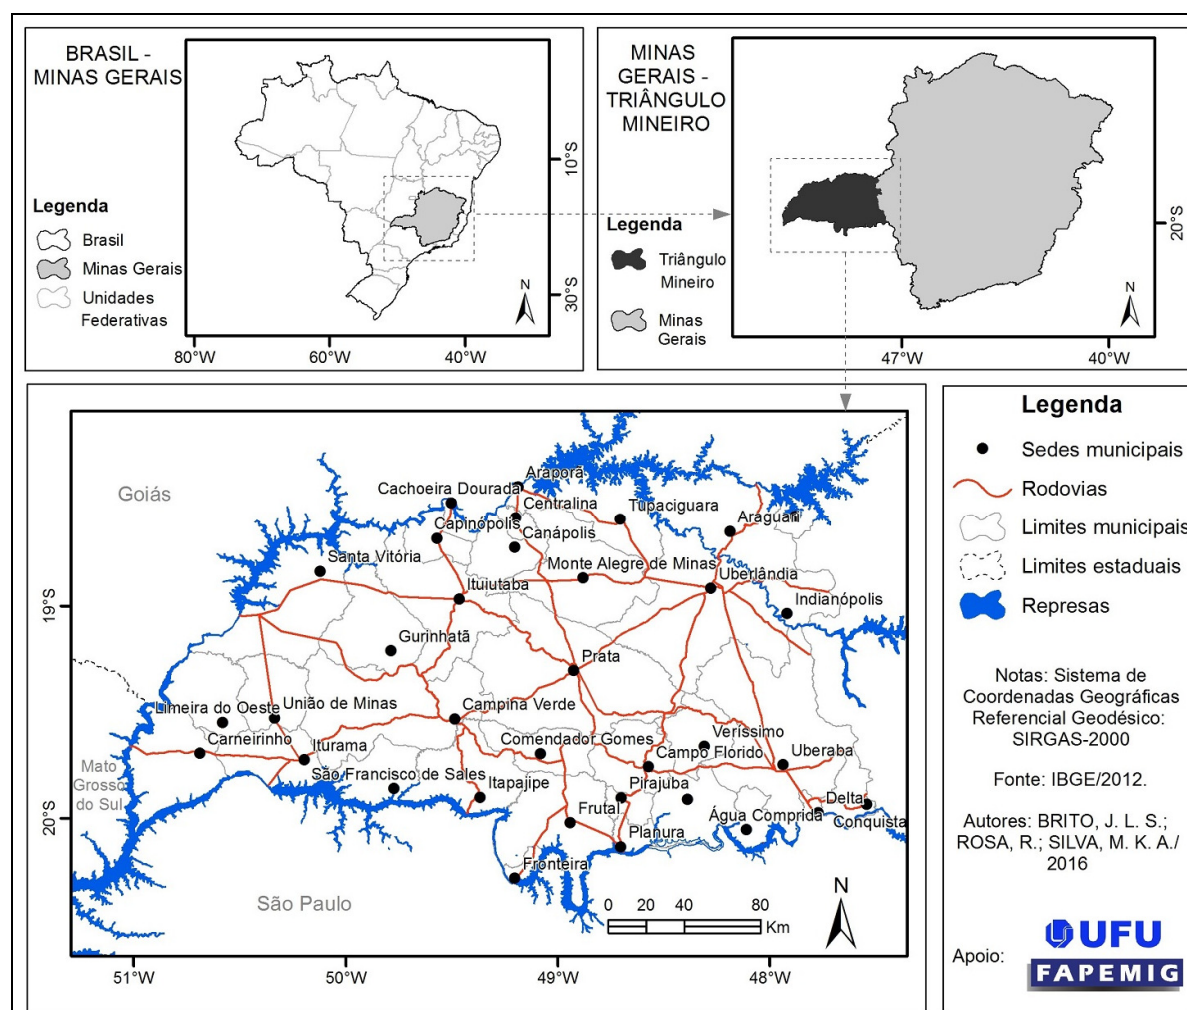 BRASIL -
MINAS GERAIS
Legenda
Brasil
Minas Gerais
Unidades
Federativas
N
10°S
30°S
80°W
60°W
40°W
MINAS
GERAIS -
TRIÂNGULO
MINEIRO
Legenda
Triângulo
Mineiro
Minas
Gerais
N
20°S
47°W
40°W
Goiás
Araporã
Cachoeira Dourada
Centralina
Tupaciguara
Araguari
Capinópolis
Canápolis
Santa Vitória
Monte Alegre de Minas
Ituiutaba
Uberlândia
Indianópolis
19°S
Gurinhatã
Prata
Limeira do Oeste
União de Minas
Campina Verde
Carneirinho
Iturama
Comendador Gomes
Veríssimo
Campo Florido
Uberaba
Mato
Grosso
do Sul
São Francisco de Sales
Itapajipe
Pirajuba
Frutal
Água Comprida
Delta
Conquista
20°S
Planura
Fronteira
São Paulo
N
0 20 40 80
Km
51°W
50°W
49°W
48°W
Legenda
Sedes municipais
Rodovias
Limites municipais
Limites estaduais
Represas
Notas: Sistema de
Coordenadas Geográficas
Referencial Geodésico:
SIRGAS-2000
Fonte: IBGE/2012.
Autores: BRITO, J. L. S.;
ROSA, R.; SILVA, M. K. A./
2016
Apoio:
UFU
FAPEMIG